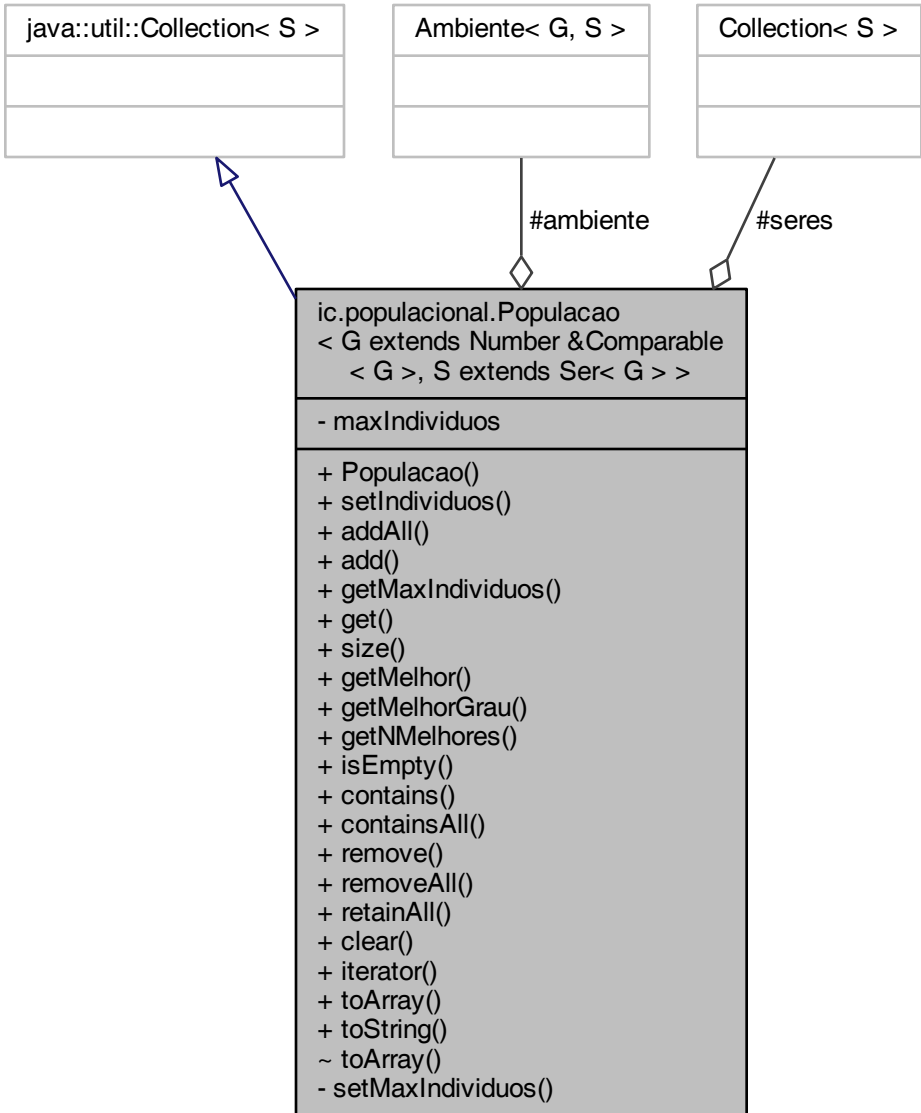 java::util::Collection< S >
Ambiente< G, S >
Collection< S >
#ambiente
#seres
ic.populacional.Populacao
< G extends Number &Comparable
< G >, S extends Ser< G > >
- maxIndividuos
+ Populacao()
+ setIndividuos()
+ addAll()
+ add()
+ getMaxIndividuos()
+ get()
+ size()
+ getMelhor()
+ getMelhorGrau()
+ getNMelhores()
+ isEmpty()
+ contains()
+ containsAll()
+ remove()
+ removeAll()
+ retainAll()
+ clear()
+ iterator()
+ toArray()
+ toString()
~ toArray()
- setMaxIndividuos()